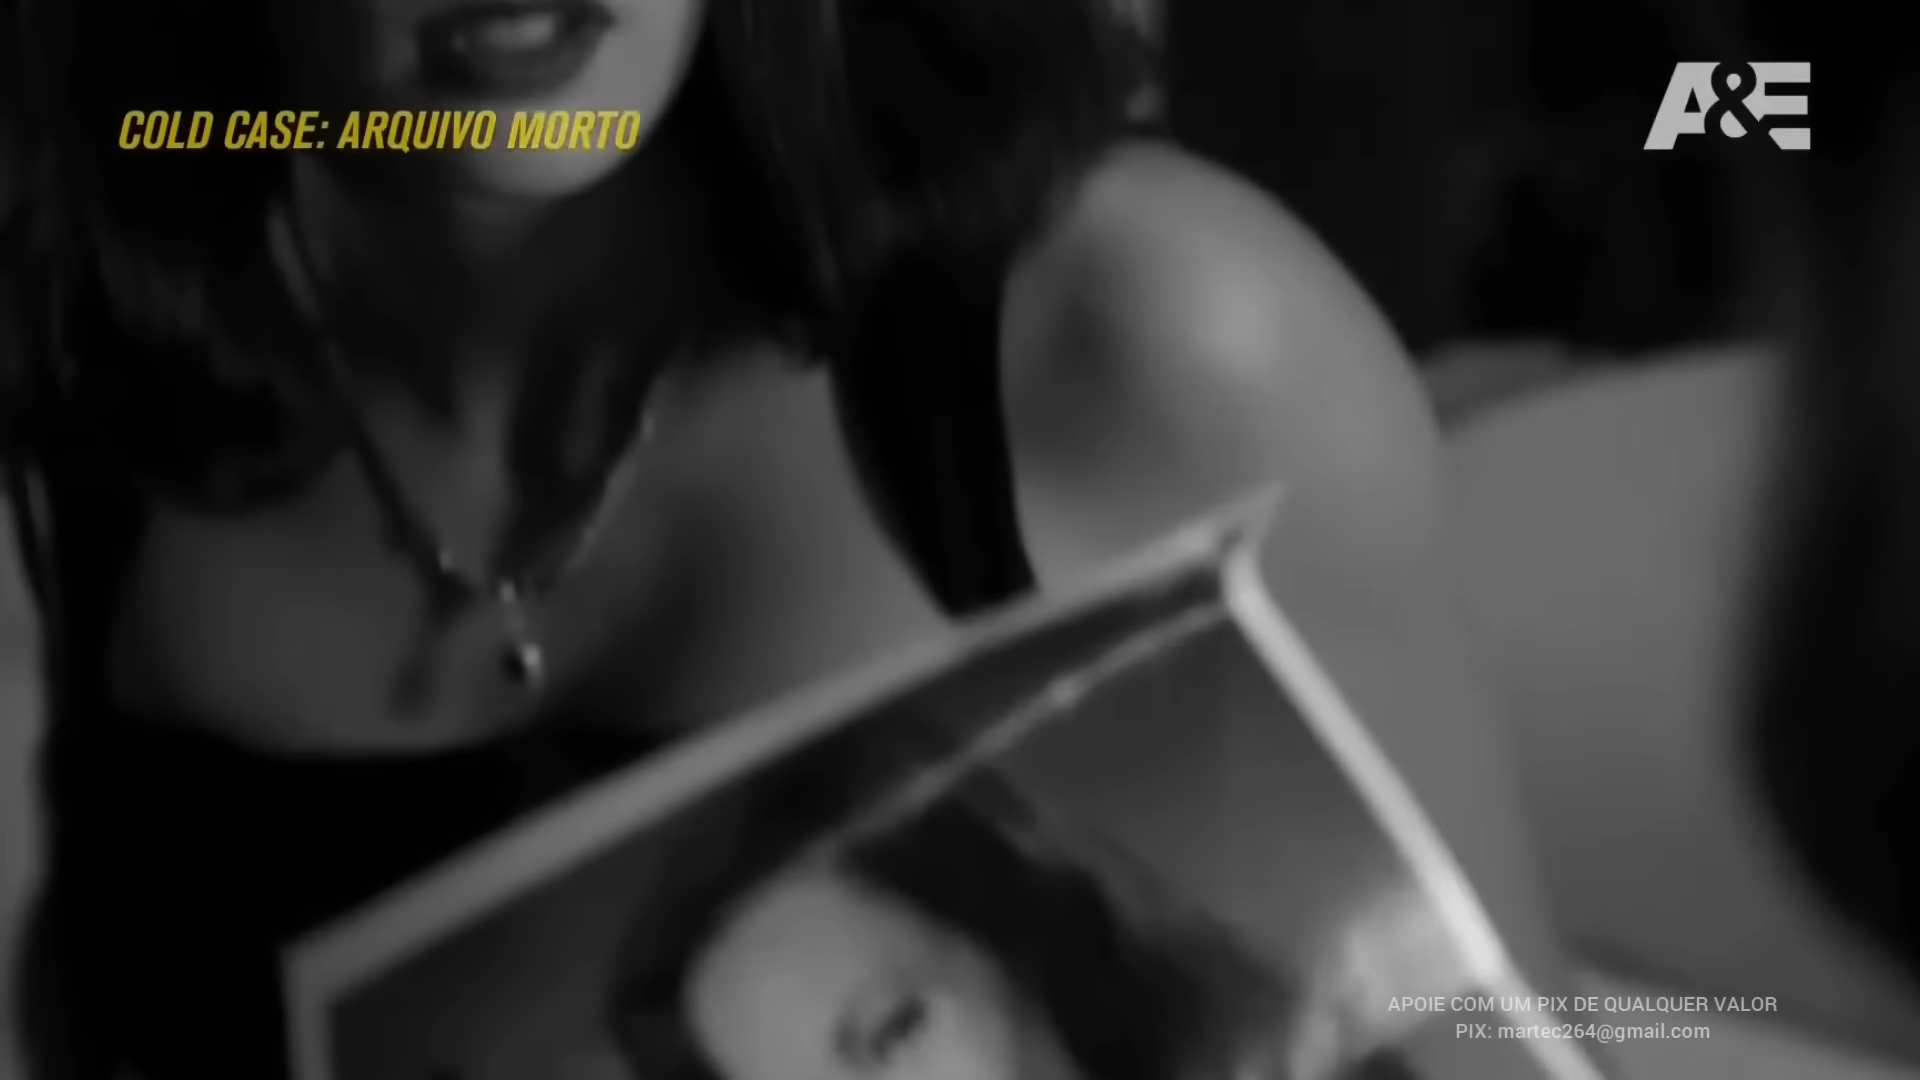 COLD CASE: ARQUIVO MORTO
A&E
APOIE COM UM PIX DE QUALQUER VALOR
PIX: martec264@gmail.com